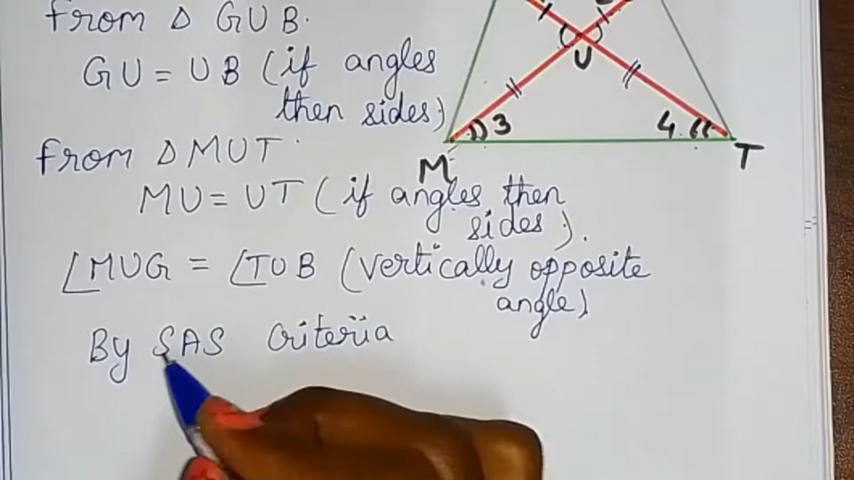 from Δ GUB.
GU = UB (if angles
then sides)
U
3
4
from Δ MUT.
M
T
MU = UT (if angles then
sides).
∠MUG = ∠TUB (Vertically opposite
angle)
By SAS Criteria